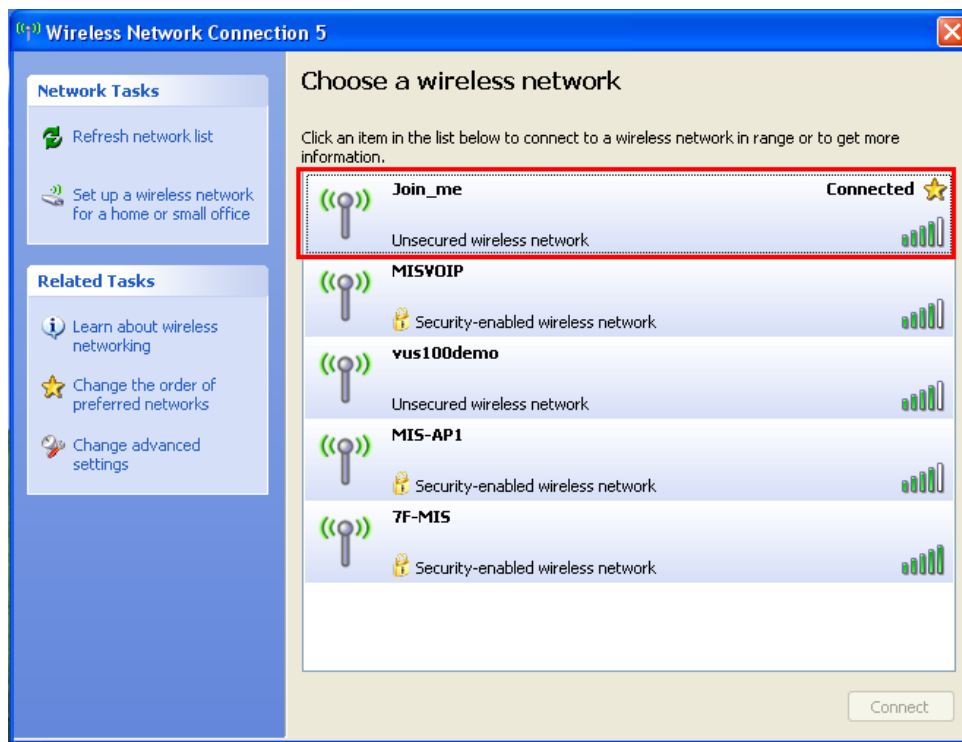 Wireless Network Connection 5
Network Tasks
Refresh network list
Set up a wireless network
for a home or small office
Related Tasks
Learn about wireless
networking
Change the order of
preferred networks
Change advanced
settings
Choose a wireless network
Click an item in the list below to connect to a wireless network in range or to get more
information.
Join_me Connected
Unsecured wireless network
MISVOIP
Security-enabled wireless network
vus100demo
Unsecured wireless network
MIS-AP1
Security-enabled wireless network
7F-MIS
Security-enabled wireless network
Connect